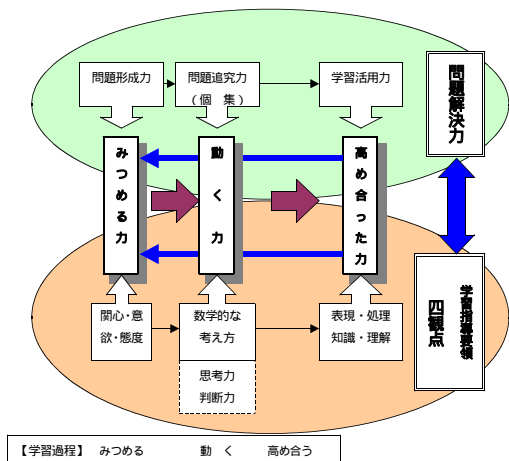 問題形成力
問題追究力
(個 集)
学習活用力
問題解決力
みつめる力
動く力
高め合った力
関心・意
欲・態度
数学的な
考え方
思考力
判断力
表現・処理
知識・理解
学習指導要領
四観点
【学習過程】 みつめる 動 く 高め合う